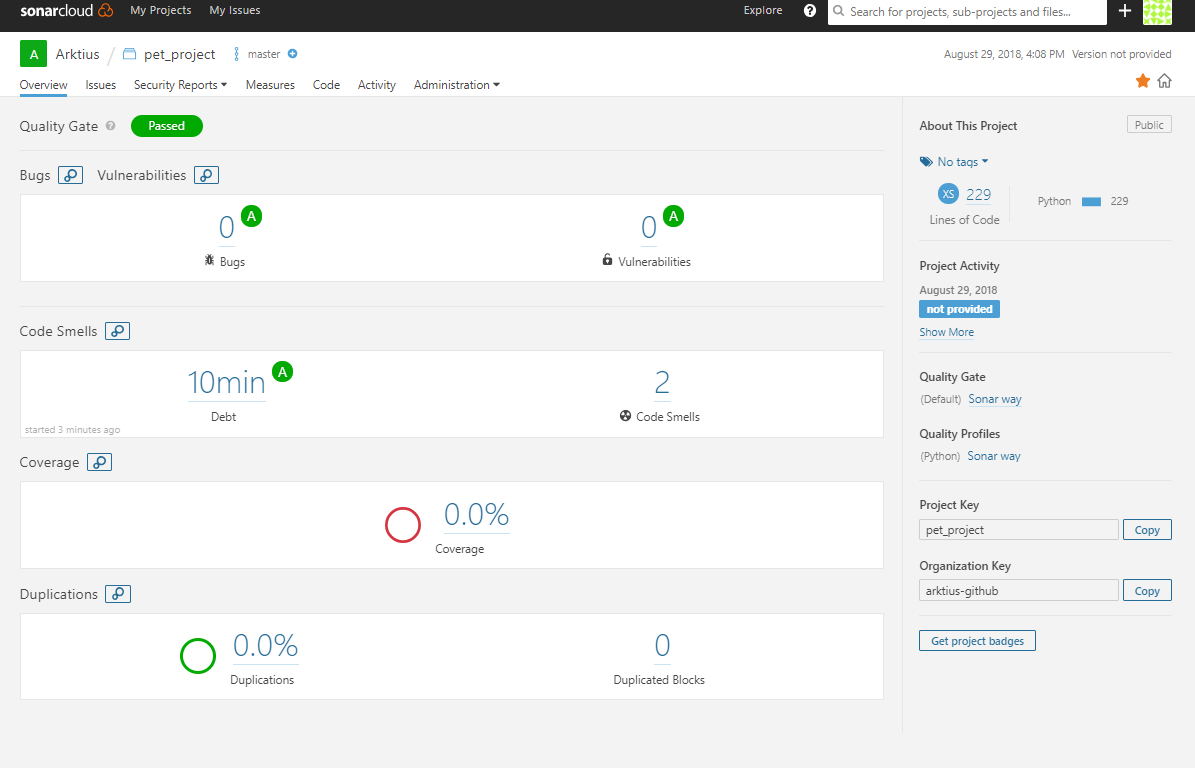 sonarcloud My Projects My Issues Explore Search for projects, sub-projects and files...
A Arktius / pet_project master August 29, 2018, 4:08 PM Version not provided
Overview Issues Security Reports Measures Code Activity Administration
Quality Gate ? Passed
Bugs Vulnerabilities
0 A
Bugs
0 A
Vulnerabilities
Code Smells
10min A
Debt
started 3 minutes ago
2
Code Smells
Coverage
0.0%
Coverage
Duplications
0.0%
Duplications
0
Duplicated Blocks
About This Project Public
No tags
XS 229
Lines of Code
Python 229
Project Activity
August 29, 2018
not provided
Show More
Quality Gate
(Default) Sonar way
Quality Profiles
(Python) Sonar way
Project Key
pet_project Copy
Organization Key
arktius-github Copy
Get project badges